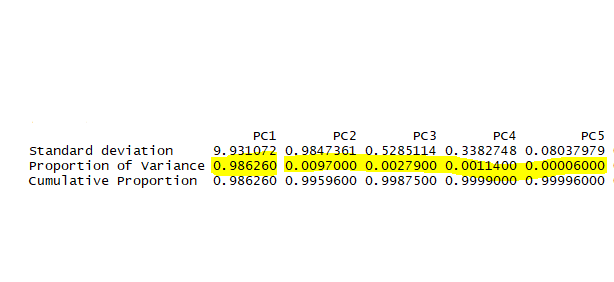 PC1 PC2 PC3 PC4 PC5
Standard deviation 9.931072 0.9847361 0.5285114 0.3382748 0.08037979
Proportion of Variance 0.986260 0.0097000 0.0027900 0.0011400 0.00006000
Cumulative Proportion 0.986260 0.9959600 0.9987500 0.9999000 0.99996000